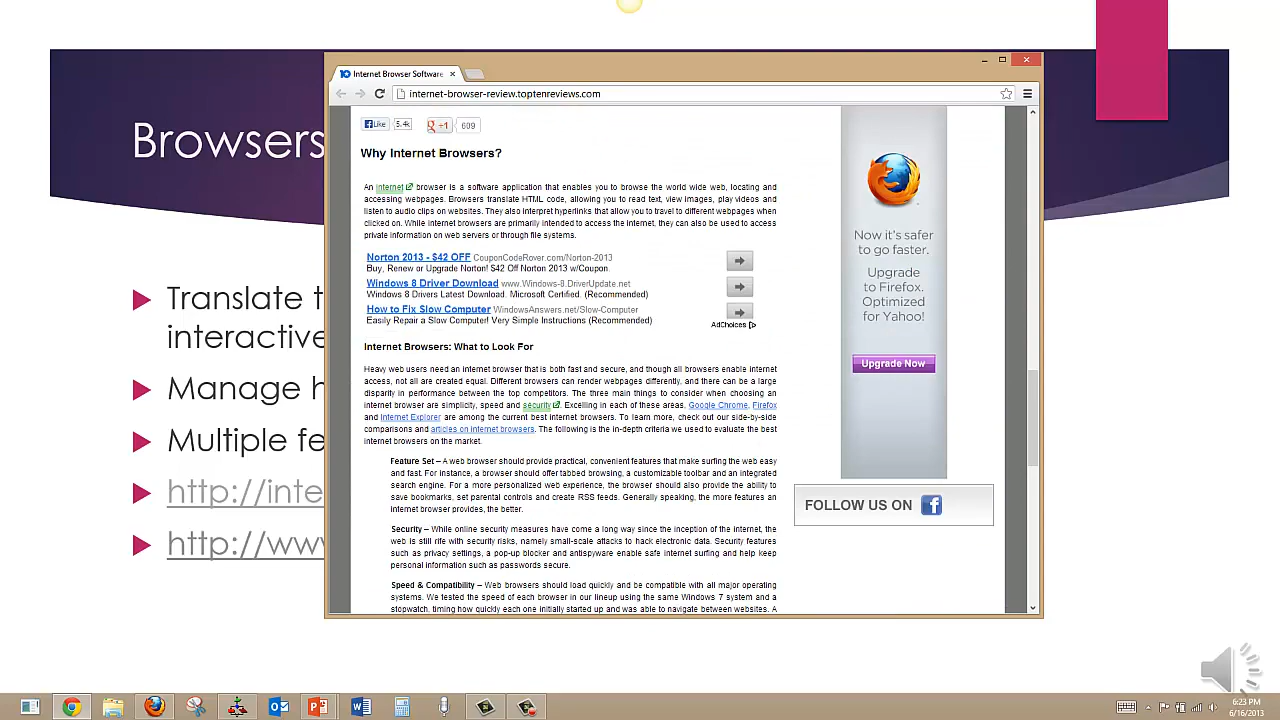 Browsers
Translate t
interactive
Manage h
Multiple fe
http://inte
http://www
Internet Browser Software
internet-browser-review.toptenreviews.com
Like 5.4k +1 609
Why Internet Browsers?
An internet browser is a software application that enables you to browse the world wide web, locating and
accessing webpages. Browsers translate HTML code, allowing you to read text, view images, play videos and
listen to audio clips on websites. They also interpret hyperlinks that allow you to travel to different webpages when
clicked on. While internet browsers are primarily intended to access the internet, they can also be used to access
private information on web servers or through file systems.
Norton 2013 - $42 OFF CouponCodeRover.com/Norton-2013
Buy, Renew or Upgrade Norton! $42 Off Norton 2013 w/Coupon.
Windows 8 Driver Download www.Windows-8.DriverUpdate.net
Windows 8 Drivers Latest Download. Microsoft Certified. (Recommended)
How to Fix Slow Computer WindowsAnswers.net/Slow-Computer
Easily Repair a Slow Computer! Very Simple Instructions (Recommended)
AdChoices
Internet Browsers: What to Look For
Heavy web users need an internet browser that is both fast and secure, and though all browsers enable internet
access, not all are created equal. Different browsers can render webpages differently, and there can be a large
disparity in performance between the top competitors. The three main things to consider when choosing an
internet browser are simplicity, speed and security. Excelling in each of these areas, Google Chrome, Firefox
and Internet Explorer are among the current best internet browsers. To learn more, check out our side-by-side
comparisons and articles on internet browsers. The following is the in-depth criteria we used to evaluate the best
internet browsers on the market.
Feature Set – A web browser should provide practical, convenient features that make surfing the web easy
and fast. For instance, a browser should offer tabbed browsing, a customizable toolbar and an integrated
search engine. For a more personalized web experience, the browser should also provide the ability to
save bookmarks, set parental controls and create RSS feeds. Generally speaking, the more features an
internet browser provides, the better.
Security – While online security measures have come a long way since the inception of the internet, the
web is still rife with security risks, namely small-scale attacks to hack electronic data. Security features
such as privacy settings, a pop-up blocker and antispyware enable safe internet surfing and help keep
personal information such as passwords secure.
Speed & Compatibility – Web browsers should load quickly and be compatible with all major operating
systems. We tested the speed of each browser in our lineup using the same Windows 7 system and a
stopwatch, timing how quickly each one initially started up and was able to navigate between websites. A
Now it's safer
to go faster.
Upgrade
to Firefox.
Optimized
for Yahoo!
Upgrade Now
FOLLOW US ON
6:23 PM
6/16/2013